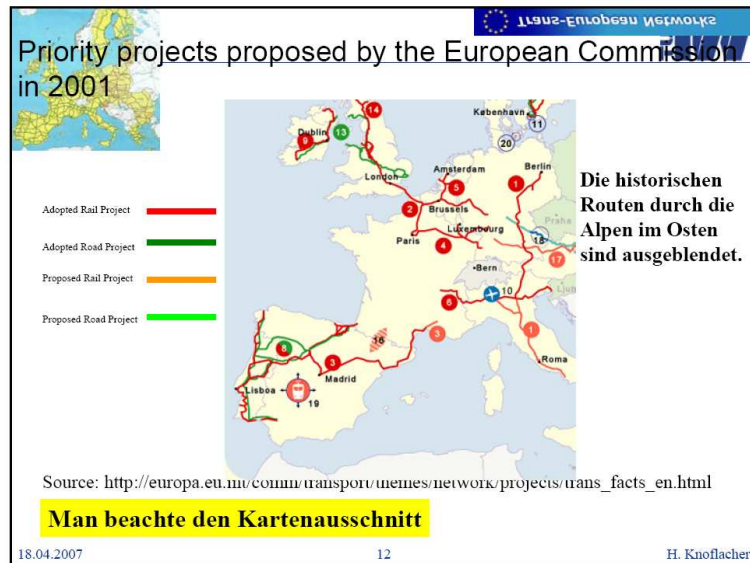 Trans-European Networks
Priority projects proposed by the European Commission
in 2001
14
København
11
Dublin
13
9
20
Berlin
Amsterdam
5
1
London
2
Brussels
Praha
Luxembourg
18
Paris
4
17
Bern
10
6
16
3
1
8
3
Roma
Madrid
Lisboa
19
Adopted Rail Project
Adopted Road Project
Proposed Rail Project
Proposed Road Project
Die historischen
Routen durch die
Alpen im Osten
sind ausgeblendet.
Source: http://europa.eu.int/comm/transport/themes/network/projects/trans_facts_en.html
Man beachte den Kartenausschnitt
18.04.2007
12
H. Knoflacher